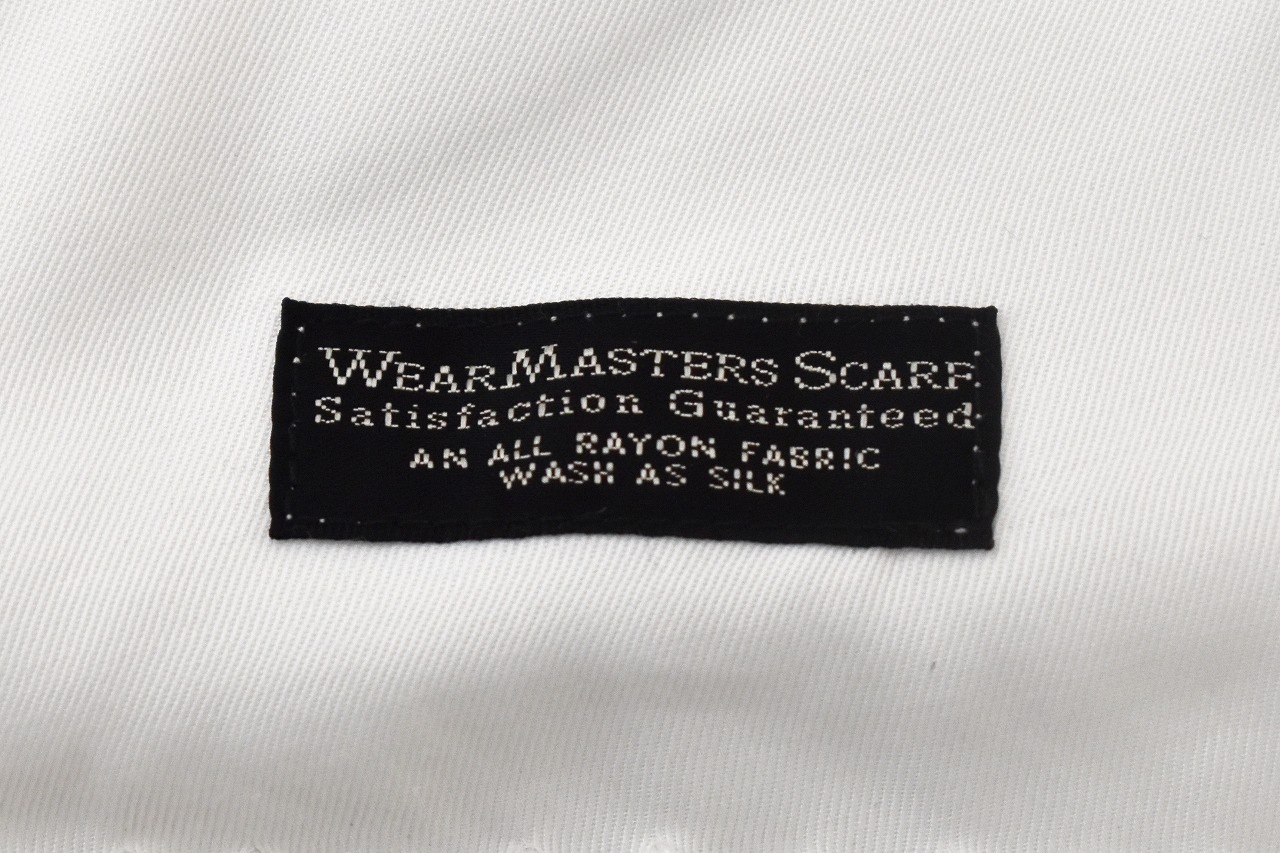 WEARMASTERS SCARF
Satisfaction Guaranteed
AN ALL RAYON FABRIC
WASH AS SILK